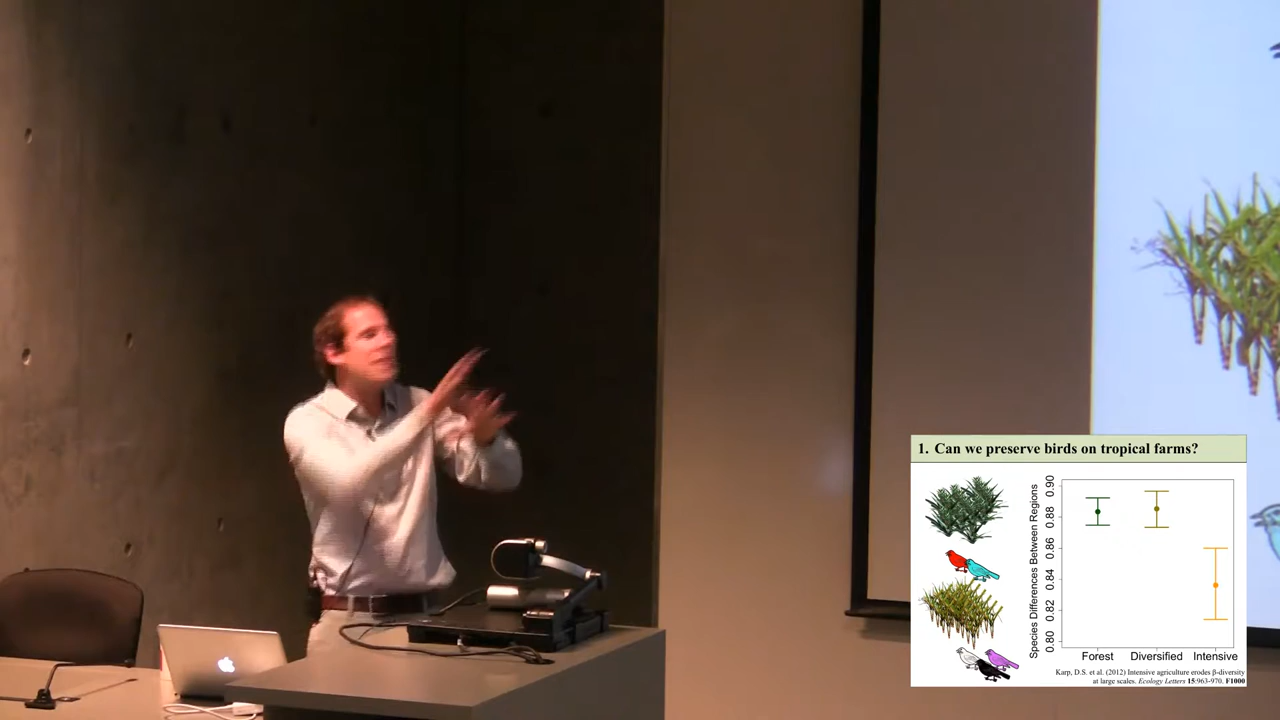 1. Can we preserve birds on tropical farms?
Species Differences Between Regions
0.90
0.88
0.86
0.84
0.82
0.80
Forest Diversified Intensive
Karp, D.S. et al. (2012) Intensive agriculture erodes β-diversity
at large scales. Ecology Letters 15:963-970. F1000